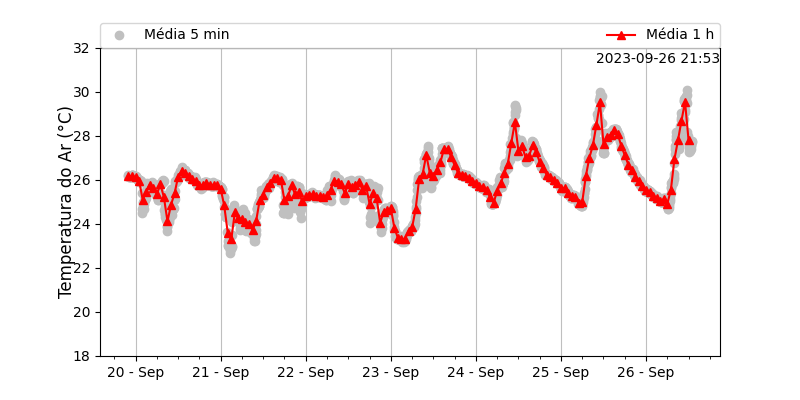 Média 5 min
Média 1 h
2023-09-26 21:53
Temperatura do Ar (°C)
32
30
28
26
24
22
20
18
20 - Sep
21 - Sep
22 - Sep
23 - Sep
24 - Sep
25 - Sep
26 - Sep